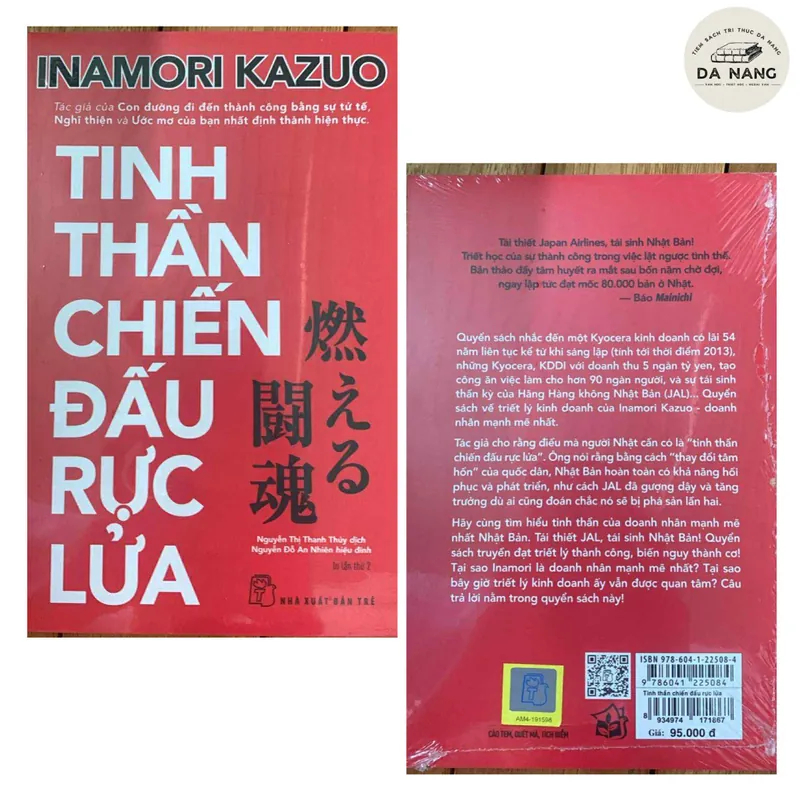 INAMORI KAZUO
Tác giả của Con đường đi đến thành công bằng sự tử tế,
Nghĩ thiện và Ước mơ của bạn nhất định thành hiện thực.
TINH
THẦN
CHIẾN
ĐẤU
RỰC
LỬA
燃える
闘魂
Nguyễn Thị Thanh Thúy dịch
Nguyễn Đỗ An Nhiên hiệu đính
In lần thứ 2
NHÀ XUẤT BẢN TRẺ
TIEM SACH TRI THUC DA NANG
DA NANG
Tái thiết Japan Airlines, tái sinh Nhật Bản!
Triết học của sự thành công trong việc lật ngược tình thế.
Bản thảo đầy tâm huyết ra mắt sau bốn năm chờ đợi,
ngay lập tức đạt mốc 80.000 bản ở Nhật.
— Báo Mainichi
Quyển sách nhắc đến một Kyocera kinh doanh có lãi 54
năm liên tục kể từ khi sáng lập (tính tới thời điểm 2013),
những Kyocera, KDDI với doanh thu 5 ngàn tỷ yen, tạo
công ăn việc làm cho hơn 90 ngàn người, và sự tái sinh
thần kỳ của Hãng Hàng không Nhật Bản (JAL)... Quyển
sách về triết lý kinh doanh của Inamori Kazuo - doanh
nhân mạnh mẽ nhất.
Tác giả cho rằng điều mà người Nhật cần có là “tinh thần
chiến đấu rực lửa”. Ông nói rằng bằng cách “thay đổi tâm
hồn” của quốc dân, Nhật Bản hoàn toàn có khả năng hồi
phục và phát triển, như cách JAL đã gượng dậy và tăng
trưởng dù ai cũng đoán chắc nó sẽ bị phá sản lần hai.
Hãy cùng tìm hiểu tinh thần của doanh nhân mạnh mẽ
nhất Nhật Bản. Tái thiết JAL, tái sinh Nhật Bản! Quyển
sách truyền đạt triết lý thành công, biến nguy thành cơ!
Tại sao Inamori là doanh nhân mạnh mẽ nhất? Tại sao
bây giờ triết lý kinh doanh ấy vẫn được quan tâm? Câu
trả lời nằm trong quyển sách này!
AM4-191598
CÀO TEM, QUÉT MÃ, TÍCH ĐIỂM
ISBN 978-604-1-22508-4
9 786041 225084
Tinh thần chiến đấu rực lửa
8 934974 171867
Giá: 95.000 đ